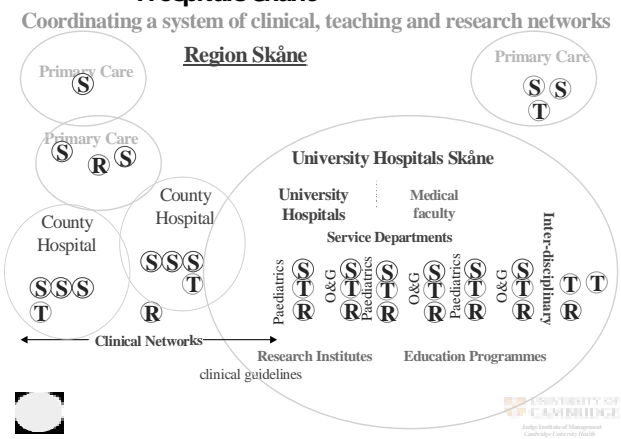 Hospitals Skåne
Coordinating a system of clinical, teaching and research networks
Region Skåne
Primary Care
S
Primary Care
S S
T
Primary Care
S R S
University Hospitals Skåne
County
Hospital
University
Hospitals
Medical
faculty
County
Hospital
Service Departments
S S S
T
R
S S S
T
Paediatrics
S
T
R
O&G
S
T
R
Paediatrics
S
T
R
O&G
S
T
R
Paediatrics
S
T
R
O&G
S
T
R
Inter-disciplinary
T T
R
Clinical Networks
Research Institutes
Education Programmes
clinical guidelines
UNIVERSITY OF
CAMBRIDGE
Judge Institute of Management
Cambridge University Health